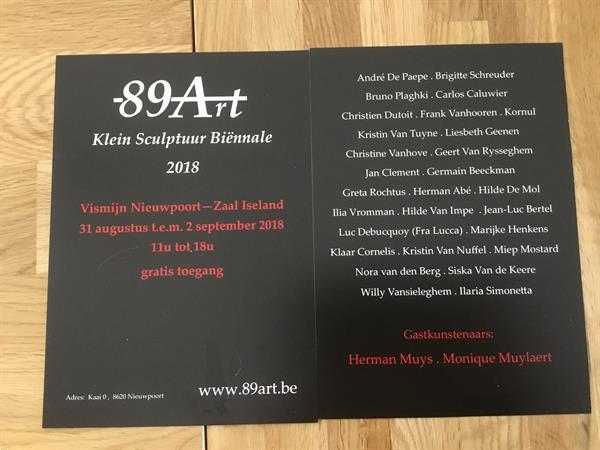 89Art
Klein Sculptuur Biënnale
2018
Vismijn Nieuwpoort—Zaal Iseland
31 augustus t.e.m. 2 september 2018
11u tot 18u
gratis toegang
www.89art.be
Adres: Kaai 0 , 8620 Nieuwpoort
André De Paepe . Brigitte Schreuder
Bruno Plaghki . Carlos Caluwier
Christien Dutoit . Frank Vanhooren . Kornul
Kristin Van Tuyne . Liesbeth Geenen
Christine Vanhove . Geert Van Rysseghem
Jan Clement . Germain Beeckman
Greta Rochtus . Herman Abé . Hilde De Mol
Ilia Vromman . Hilde Van Impe . Jean-Luc Bertel
Luc Debucquoy (Fra Lucca) . Marijke Henkens
Klaar Cornelis . Kristin Van Nuffel . Miep Mostard
Nora van den Berg . Siska Van de Keere
Willy Vansieleghem . Ilaria Simonetta
Gastkunstenaars:
Herman Muys . Monique Muylaert